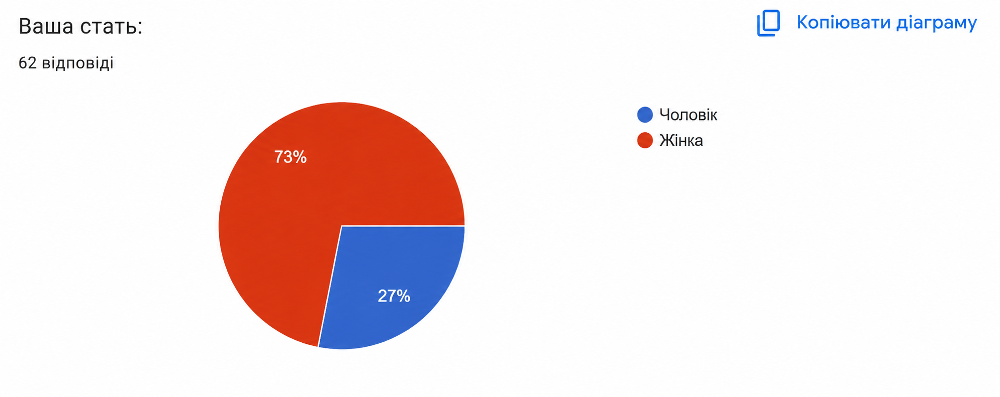 Ваша стать:
Копіювати діаграму
62 відповіді
Чоловік
Жінка
73%
27%